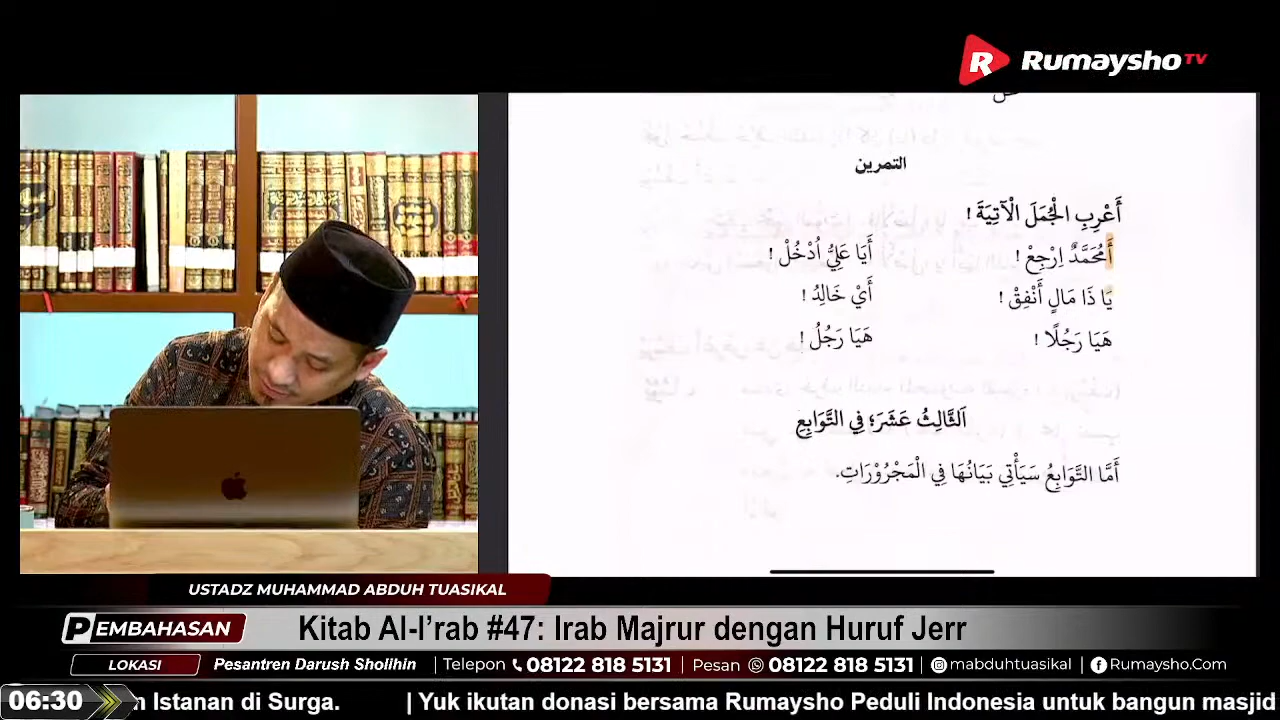 Rumaysho TV
التمرين
أَعْرِبِ الْجُمَلَ الْآتِيَةَ !
أَمُحَمَّدٌ اِرْجِعْ ! أَيَا عَلِيُّ اُدْخُلْ !
يَا ذَا مَالٍ أَنْفِقْ ! أَيْ خَالِدُ !
هَيَا رَجُلًا ! هَيَا رَجُلُ !
اَلثَّالِثُ عَشَرَ؛ فِي التَّوَابِعِ
أَمَّا التَّوَابِعُ سَيَأْتِي بَيَانُهَا فِي الْمَجْرُوْرَاتِ.
USTADZ MUHAMMAD ABDUH TUASIKAL
PEMBAHASAN Kitab Al-I’rab #47: Irab Majrur dengan Huruf Jerr
LOKASI Pesantren Darush Sholihin | Telepon 08122 818 5131 | Pesan 08122 818 5131 | mabduhtuasikal | Rumaysho.Com
06:30 Istanan di Surga. | Yuk ikutan donasi bersama Rumaysho Peduli Indonesia untuk bangun masjid